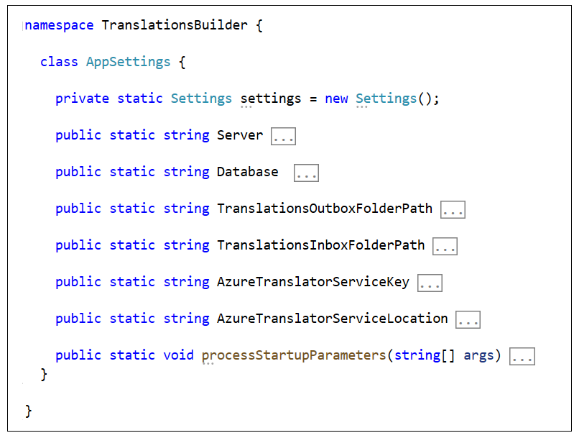 namespace TranslationsBuilder {
class AppSettings {
private static Settings settings = new Settings();
public static string Server ...
public static string Database ...
public static string TranslationsOutboxFolderPath ...
public static string TranslationsInboxFolderPath ...
public static string AzureTranslatorServiceKey ...
public static string AzureTranslatorServiceLocation ...
public static void processStartupParameters(string[] args) ...
}
}